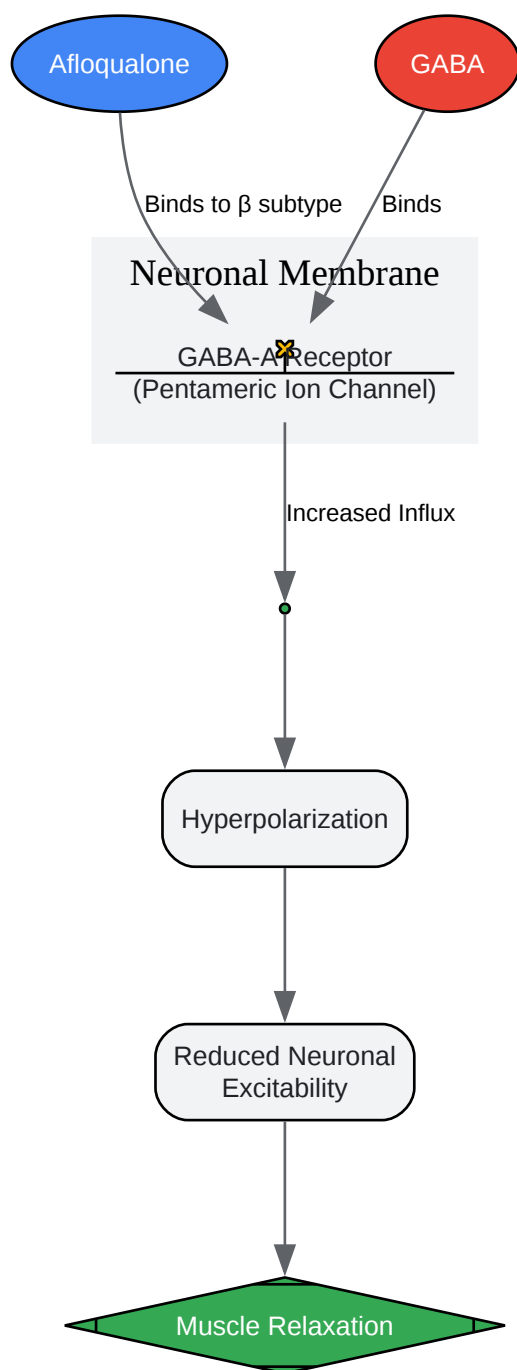 Afloqualone
GABA
Binds to β subtype
Binds
Neuronal Membrane
GABA-A Receptor
(Pentameric Ion Channel)
Increased Influx
Hyperpolarization
Reduced Neuronal
Excitability
Muscle Relaxation